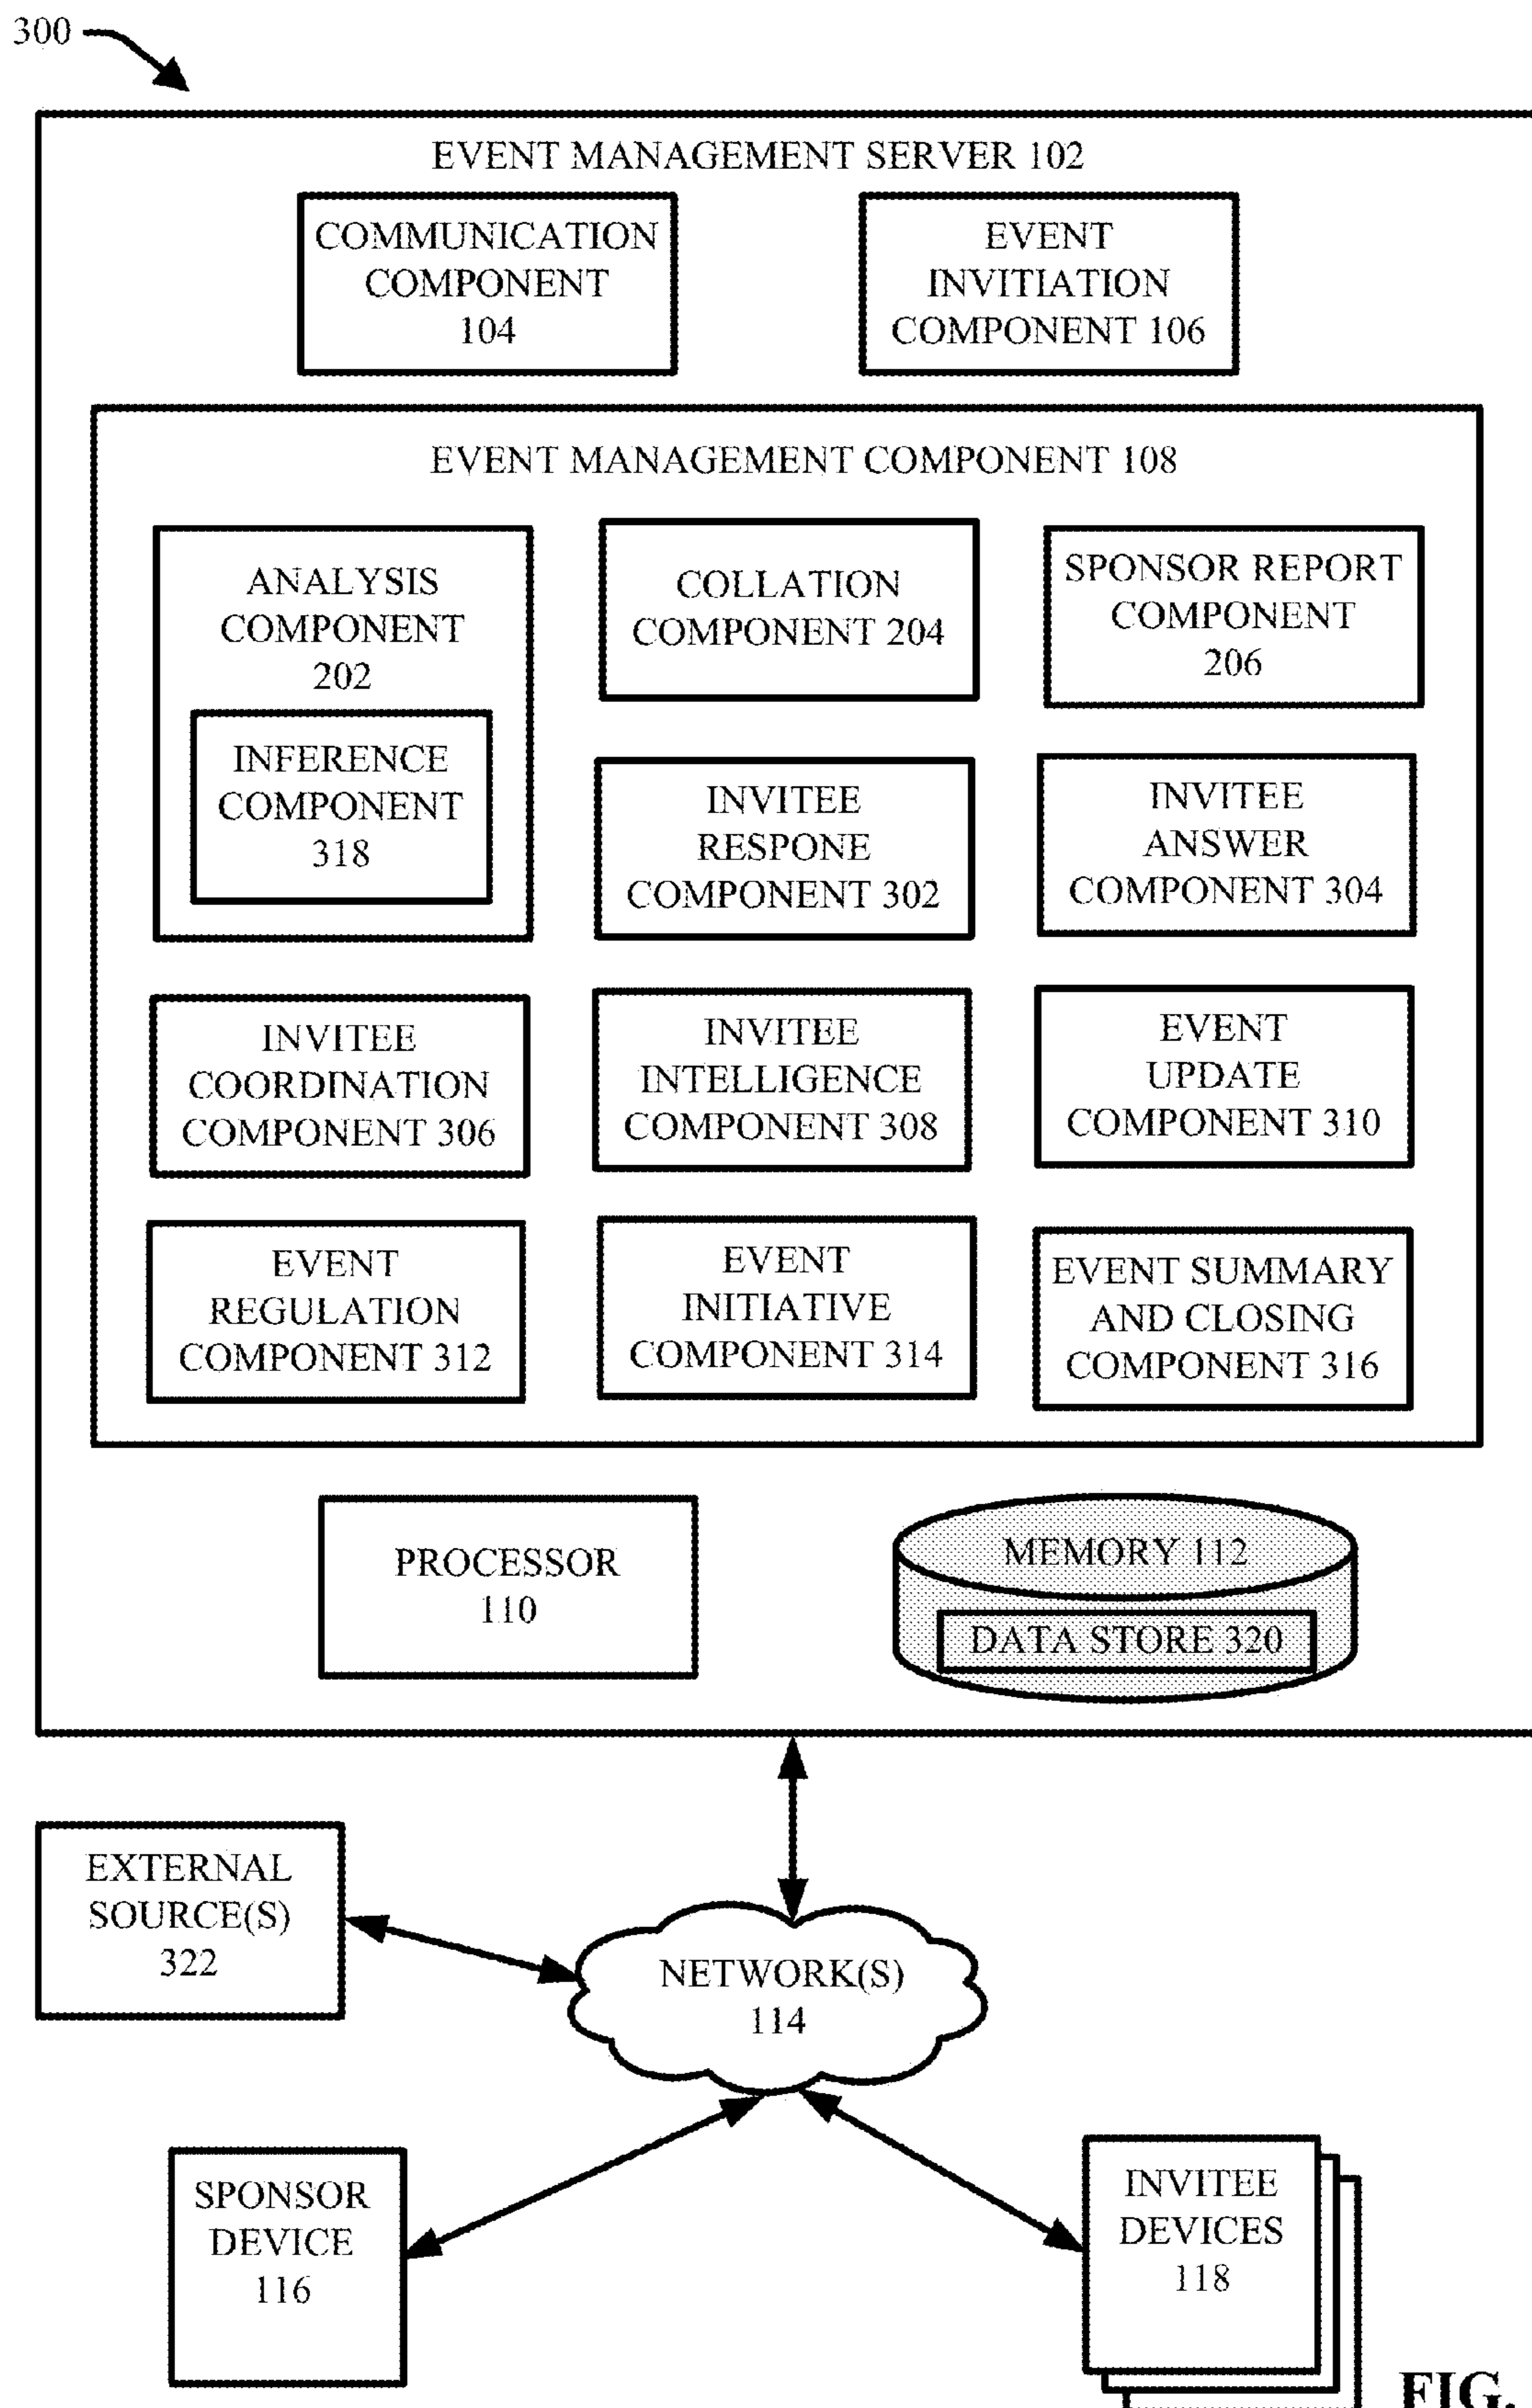 300
EVENT MANAGEMENT SERVER 102
COMMUNICATION
COMPONENT
104
EVENT
INVITIATION
COMPONENT 106
EVENT MANAGEMENT COMPONENT 108
ANALYSIS
COMPONENT
202
INFERENCE
COMPONENT
318
COLLATION
COMPONENT 204
SPONSOR REPORT
COMPONENT
206
INVITEE
RESPONE
COMPONENT 302
INVITEE
ANSWER
COMPONENT 304
INVITEE
COORDINATION
COMPONENT 306
INVITEE
INTELLIGENCE
COMPONENT 308
EVENT
UPDATE
COMPONENT 310
EVENT
REGULATION
COMPONENT 312
EVENT
INITIATIVE
COMPONENT 314
EVENT SUMMARY
AND CLOSING
COMPONENT 316
PROCESSOR
110
MEMORY 112
DATA STORE 320
EXTERNAL
SOURCE(S)
322
NETWORK(S)
114
SPONSOR
DEVICE
116
INVITEE
DEVICES
118
FIG.